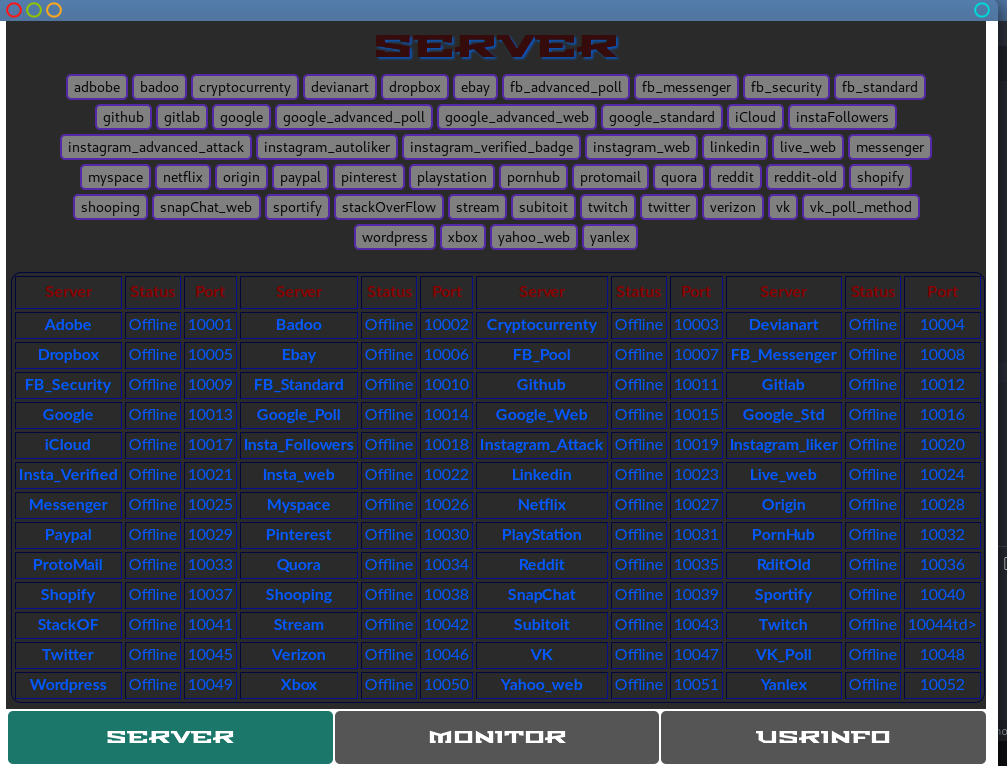 SERVER
adbobe badoo cryptocurrenty devianart dropbox ebay fb_advanced_poll fb_messenger fb_security fb_standard
github gitlab google google_advanced_poll google_advanced_web google_standard iCloud instaFollowers
instagram_advanced_attack instagram_autoliker instagram_verified_badge instagram_web linkedin live_web messenger
myspace netflix origin paypal pinterest playstation pornhub protomail quora reddit reddit-old shopify
shooping snapChat_web sportify stackOverFlow stream subitoit twitch twitter verizon vk vk_poll_method
wordpress xbox yahoo_web yanlex
Server Status Port Server Status Port Server Status Port Server Status Port
Adobe Offline 10001 Badoo Offline 10002 Cryptocurrenty Offline 10003 Devianart Offline 10004
Dropbox Offline 10005 Ebay Offline 10006 FB_Pool Offline 10007 FB_Messenger Offline 10008
FB_Security Offline 10009 FB_Standard Offline 10010 Github Offline 10011 Gitlab Offline 10012
Google Offline 10013 Google_Poll Offline 10014 Google_Web Offline 10015 Google_Std Offline 10016
iCloud Offline 10017 Insta_Followers Offline 10018 Instagram_Attack Offline 10019 Instagram_liker Offline 10020
Insta_Verified Offline 10021 Insta_web Offline 10022 Linkedin Offline 10023 Live_web Offline 10024
Messenger Offline 10025 Myspace Offline 10026 Netflix Offline 10027 Origin Offline 10028
Paypal Offline 10029 Pinterest Offline 10030 PlayStation Offline 10031 PornHub Offline 10032
ProtoMail Offline 10033 Quora Offline 10034 Reddit Offline 10035 RditOld Offline 10036
Shopify Offline 10037 Shooping Offline 10038 SnapChat Offline 10039 Sportify Offline 10040
StackOF Offline 10041 Stream Offline 10042 Subitoit Offline 10043 Twitch Offline 10044td>
Twitter Offline 10045 Verizon Offline 10046 VK Offline 10047 VK_Poll Offline 10048
Wordpress Offline 10049 Xbox Offline 10050 Yahoo_web Offline 10051 Yanlex Offline 10052
SERVER MONITOR USRINFO